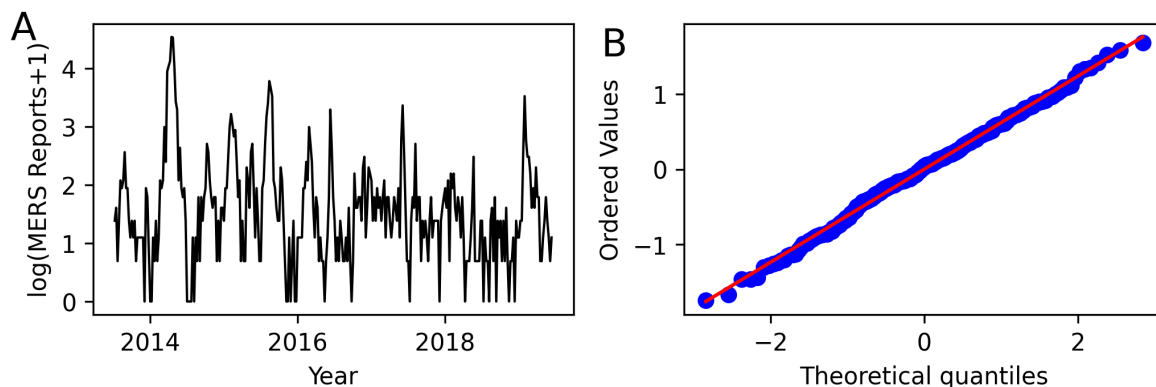 A
log(MERS Reports+1)
4
3
2
1
0
2014
2016
2018
Year
B
Ordered Values
1
0
−1
−2
0
2
Theoretical quantiles